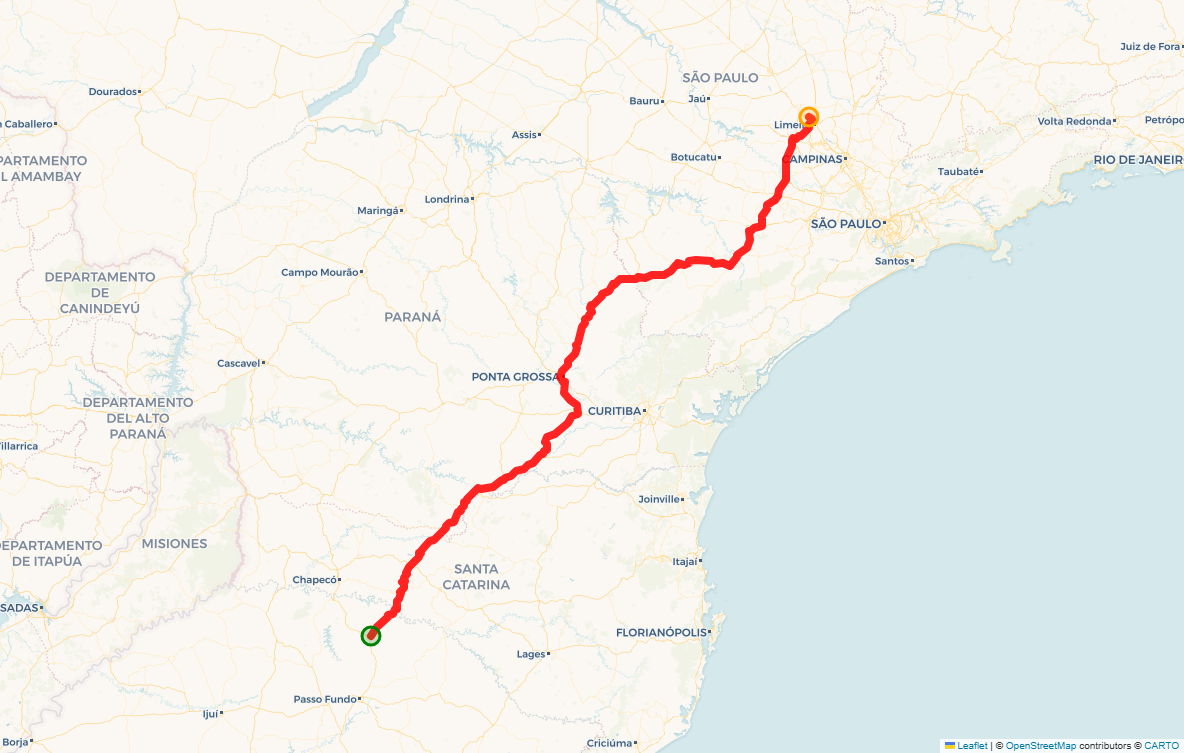 SÃO PAULO
Juiz de Fora
Dourados
Bauru
Jaú
n Caballero
Assis
Lime
Volta Redonda
Petrópo
PARTAMENTO
L AMAMBAY
Botucatu
CAMPINAS
RIO DE JANEIR
Taubaté
Londrina
Maringá
SÃO PAULO
Santos
Campo Mourão
DEPARTAMENTO
DE
CANINDEYÚ
PARANÁ
Cascavel
PONTA GROSSA
DEPARTAMENTO
DEL ALTO
PARANÁ
CURITIBA
illarrica
Joinville
EPARTAMENTO
DE ITAPÚA
MISIONES
Itajaí
SANTA
CATARINA
Chapecó
SADAS
FLORIANÓPOLIS
Lages
Passo Fundo
Ijuí
Borja
Criciúma
Leaflet | © OpenStreetMap contributors © CARTO